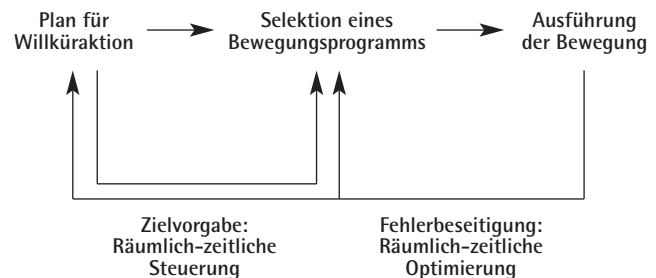 Plan für
Willküraktion
Selektion eines
Bewegungsprogramms
Ausführung
der Bewegung
Zielvorgabe:
Räumlich-zeitliche
Steuerung
Fehlerbeseitigung:
Räumlich-zeitliche
Optimierung